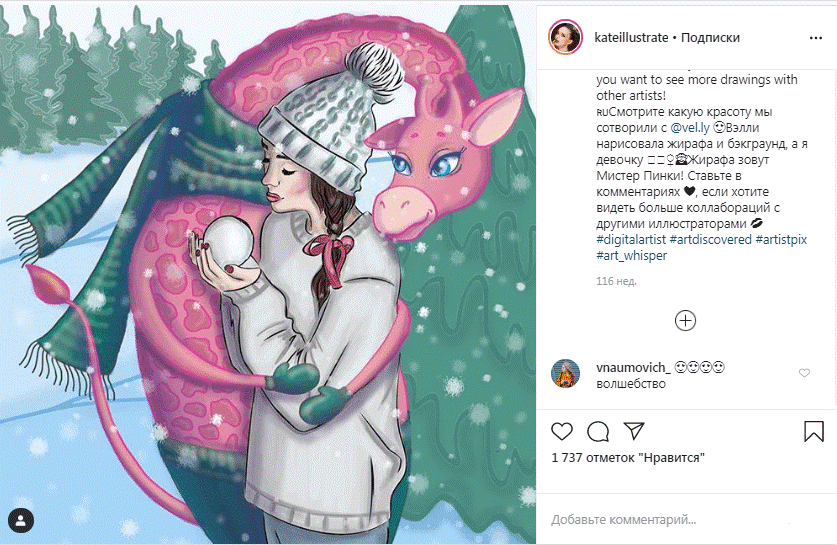 kateillustrate • Подписки
you want to see more drawings with
other artists!
RUСмотрите какую красоту мы
сотворили с @vel.ly Вэлли
нарисовала жирафа и бэкграунд, а я
девочку Жирафа зовут
Мистер Пинки! Ставьте в
комментариях 🖤, если хотите
видеть больше коллабораций с
другими иллюстраторами 💋
#digitalartist #artdiscovered #artistpix
#art_whisper
116 нед.
vnaumovich_
волшебство
1 737 отметок "Нравится"
Добавьте комментарий...